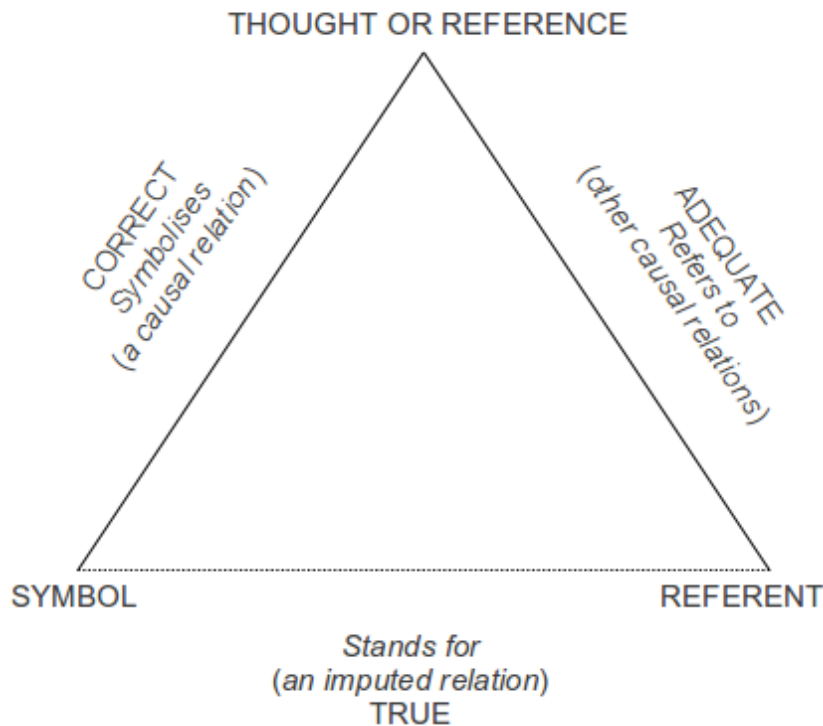 THOUGHT OR REFERENCE
CORRECT
Symbolises
(a causal relation)
ADEQUATE
Refers to
(other causal relations)
SYMBOL
REFERENT
Stands for
(an imputed relation)
TRUE